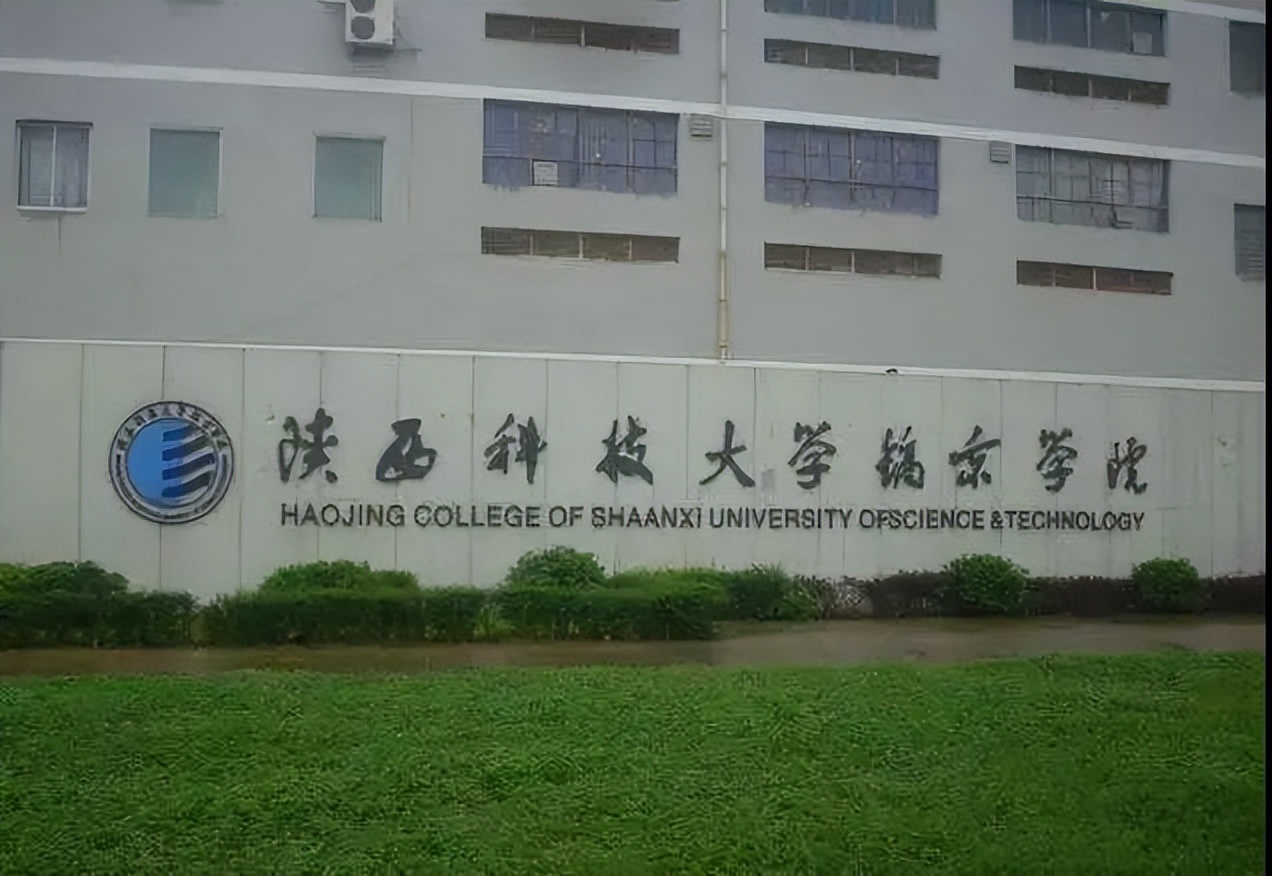 陕西科技大学镐京学院
HAOJING COLLEGE OF SHAANXI UNIVERSITY OFSCIENCE &TECHNOLOGY